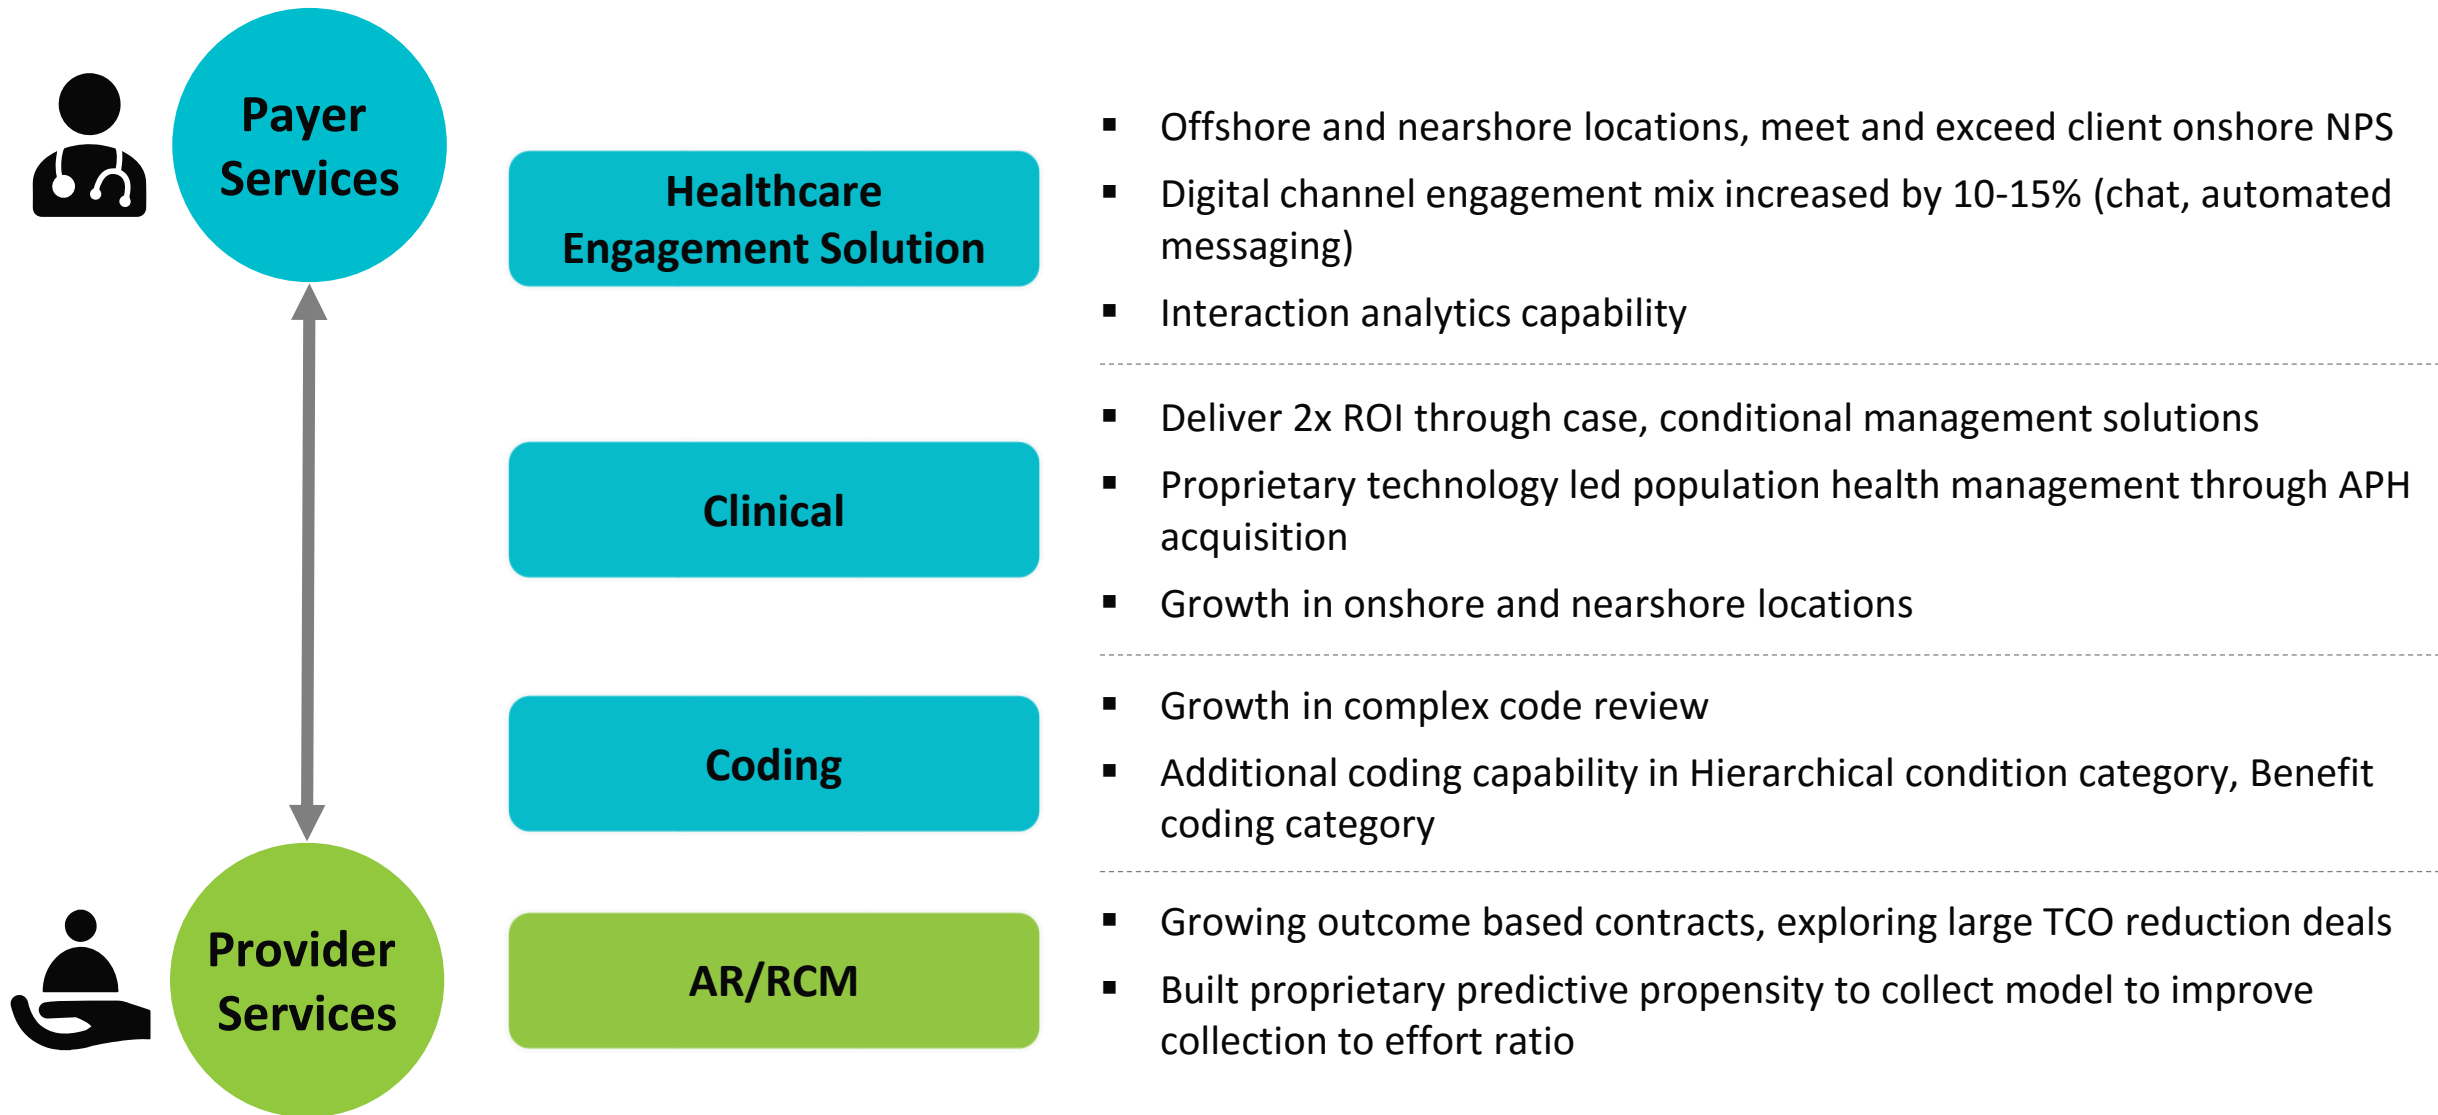 Payer
Services
Healthcare
Engagement Solution
▪ Offshore and nearshore locations, meet and exceed client onshore NPS
▪ Digital channel engagement mix increased by 10-15% (chat, automated
messaging)
▪ Interaction analytics capability
Clinical
▪ Deliver 2x ROI through case, conditional management solutions
▪ Proprietary technology led population health management through APH
acquisition
▪ Growth in onshore and nearshore locations
Coding
▪ Growth in complex code review
▪ Additional coding capability in Hierarchical condition category, Benefit
coding category
Provider
Services
AR/RCM
▪ Growing outcome based contracts, exploring large TCO reduction deals
▪ Built proprietary predictive propensity to collect model to improve
collection to effort ratio